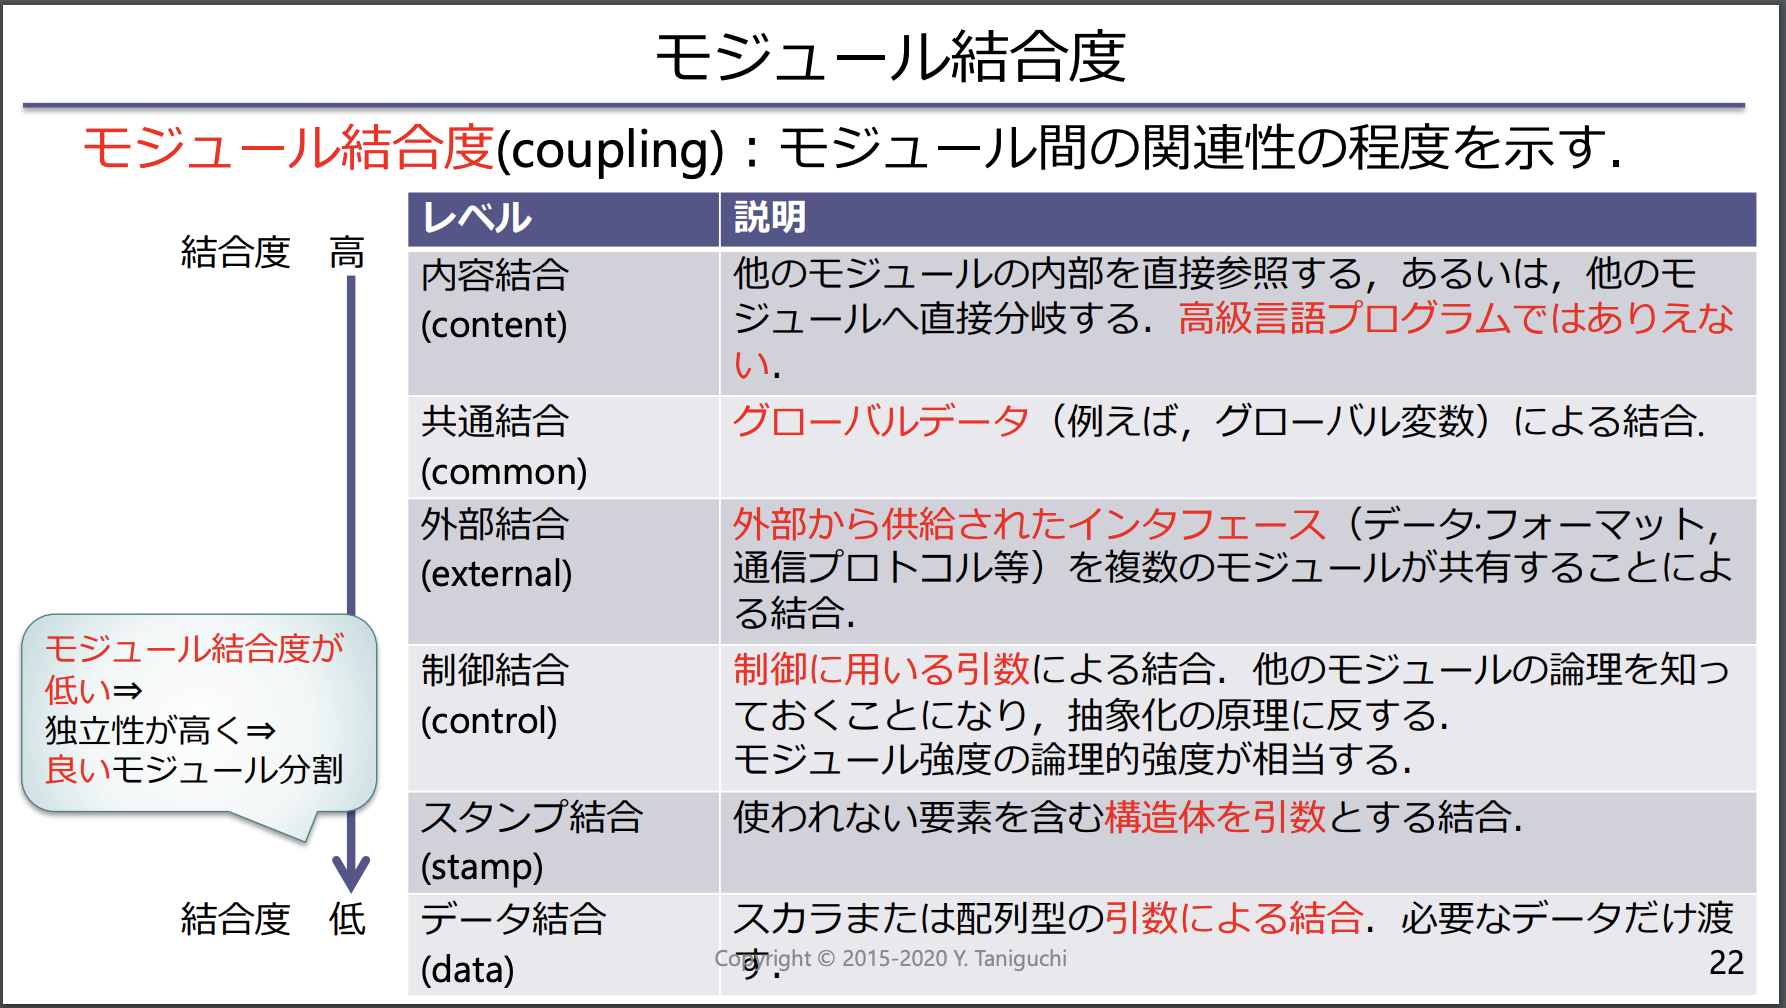 モジュール結合度
モジュール結合度(coupling)：モジュール間の関連性の程度を示す．
結合度　高
モジュール結合度が
低い⇒
独立性が高く⇒
良いモジュール分割
結合度　低
レベル　説明
内容結合
(content)
他のモジュールの内部を直接参照する，あるいは，他のモ
ジュールへ直接分岐する．高級言語プログラムではありえな
い．
共通結合
(common)
グローバルデータ（例えば，グローバル変数）による結合．
外部結合
(external)
外部から供給されたインタフェース（データ·フォーマット，
通信プロトコル等）を複数のモジュールが共有することによ
る結合．
制御結合
(control)
制御に用いる引数による結合．他のモジュールの論理を知っ
ておくことになり，抽象化の原理に反する．
モジュール強度の論理的強度が相当する．
スタンプ結合
(stamp)
使われない要素を含む構造体を引数とする結合．
データ結合
(data)
スカラまたは配列型の引数による結合．必要なデータだけ渡
す．
Copyright © 2015-2020 Y. Taniguchi
22